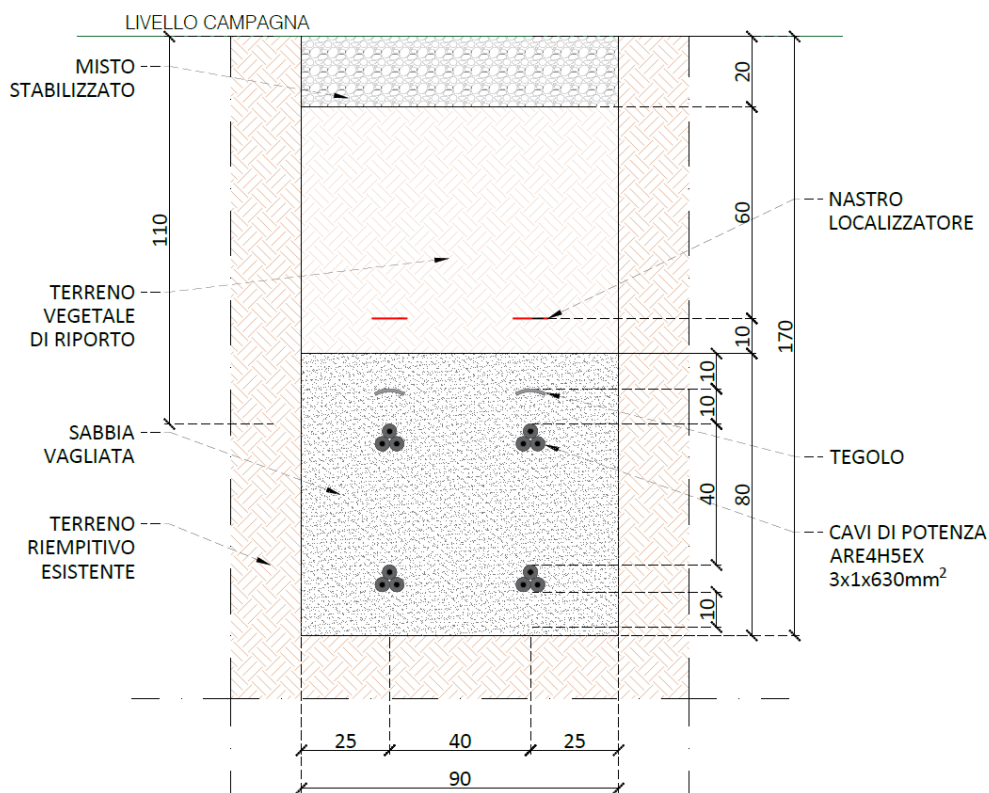 LIVELLO CAMPAGNA
MISTO
STABILIZZATO
20
110
60
NASTRO
LOCALIZZATORE
TERRENO
VEGETALE
DI RIPORTO
10
170
10
10
SABBIA
VAGLIATA
TEGOLO
40
80
TERRENO
RIEMPITIVO
ESISTENTE
CAVI DI POTENZA
ARE4H5EX
3x1x630mm²
10
25
40
25
90